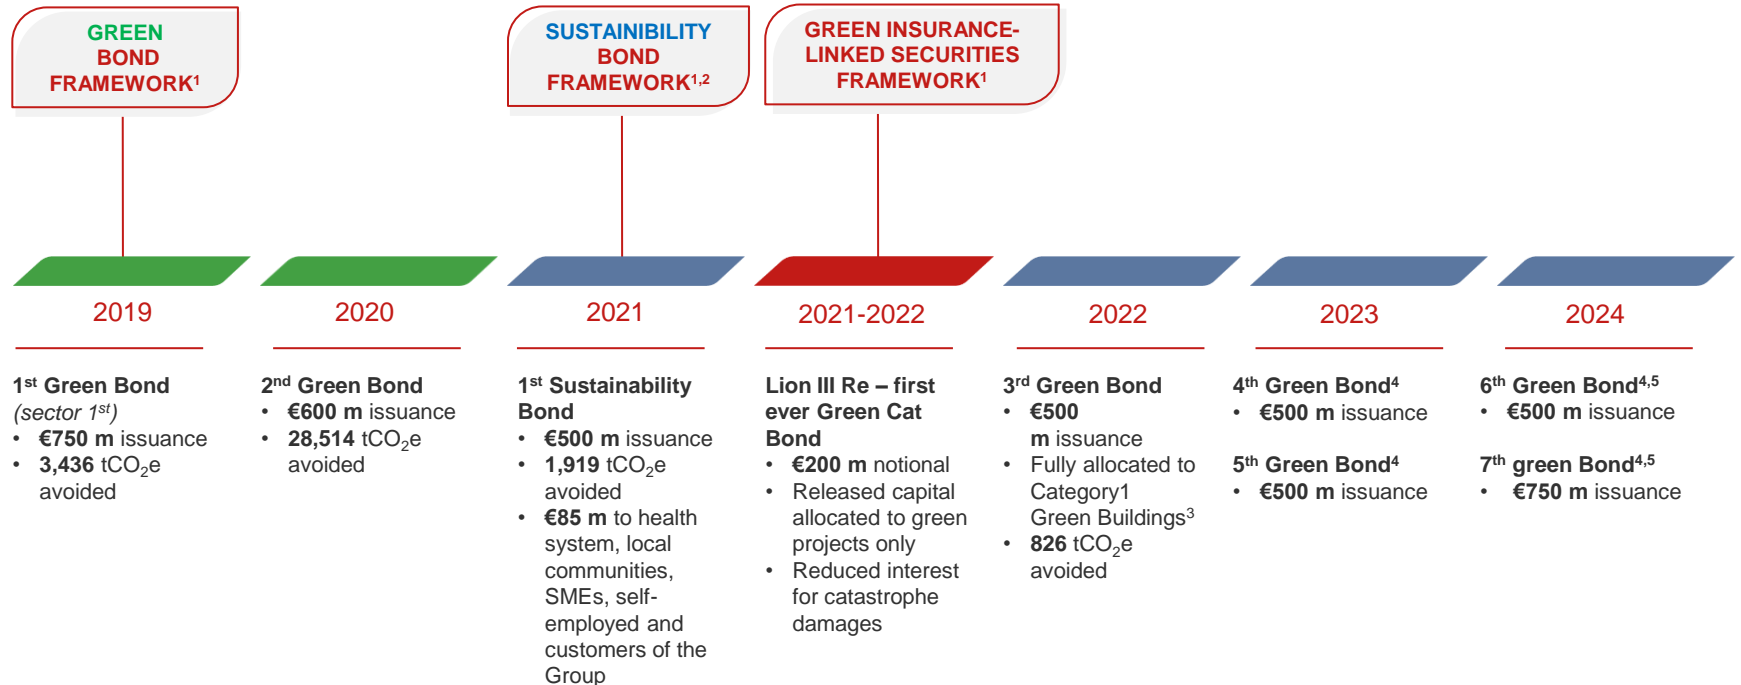 GREEN
BOND
FRAMEWORK1
SUSTAINIBILITY
BOND
FRAMEWORK1,2
GREEN INSURANCE-
LINKED SECURITIES
FRAMEWORK1
2019
1st Green Bond
(sector 1st)
• €750 m issuance
• 3,436 tCO2e
avoided
2020
2nd Green Bond
• €600 m issuance
• 28,514 tCO2e
avoided
2021
1st Sustainability
Bond
• €500 m issuance
• 1,919 tCO2e
avoided
• €85 m to health
system, local
communities,
SMEs, self-
employed and
customers of the
Group
2021-2022
Lion III Re – first
ever Green Cat
Bond
• €200 m notional
• Released capital
allocated to green
projects only
• Reduced interest
for catastrophe
damages
2022
3rd Green Bond
• €500
m issuance
• Fully allocated to
Category1
Green Buildings3
• 826 tCO2e
avoided
2023
4th Green Bond4
• €500 m issuance
5th Green Bond4
• €500 m issuance
2024
6th Green Bond4,5
• €500 m issuance
7th green Bond4,5
• €750 m issuance